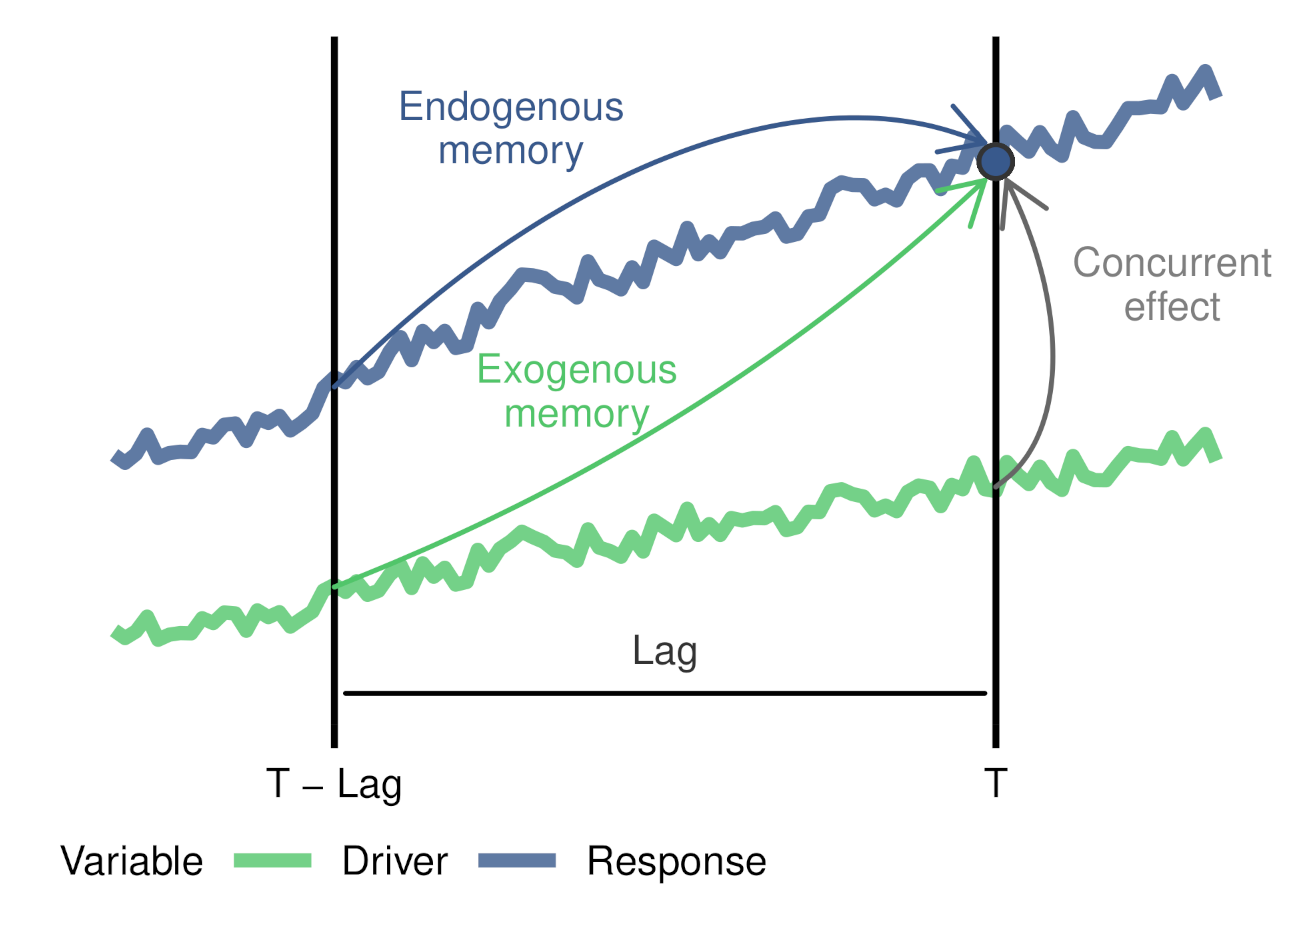 Endogenous
memory
Concurrent
effect
Exogenous
memory
Lag
T – Lag
T
Variable Driver Response